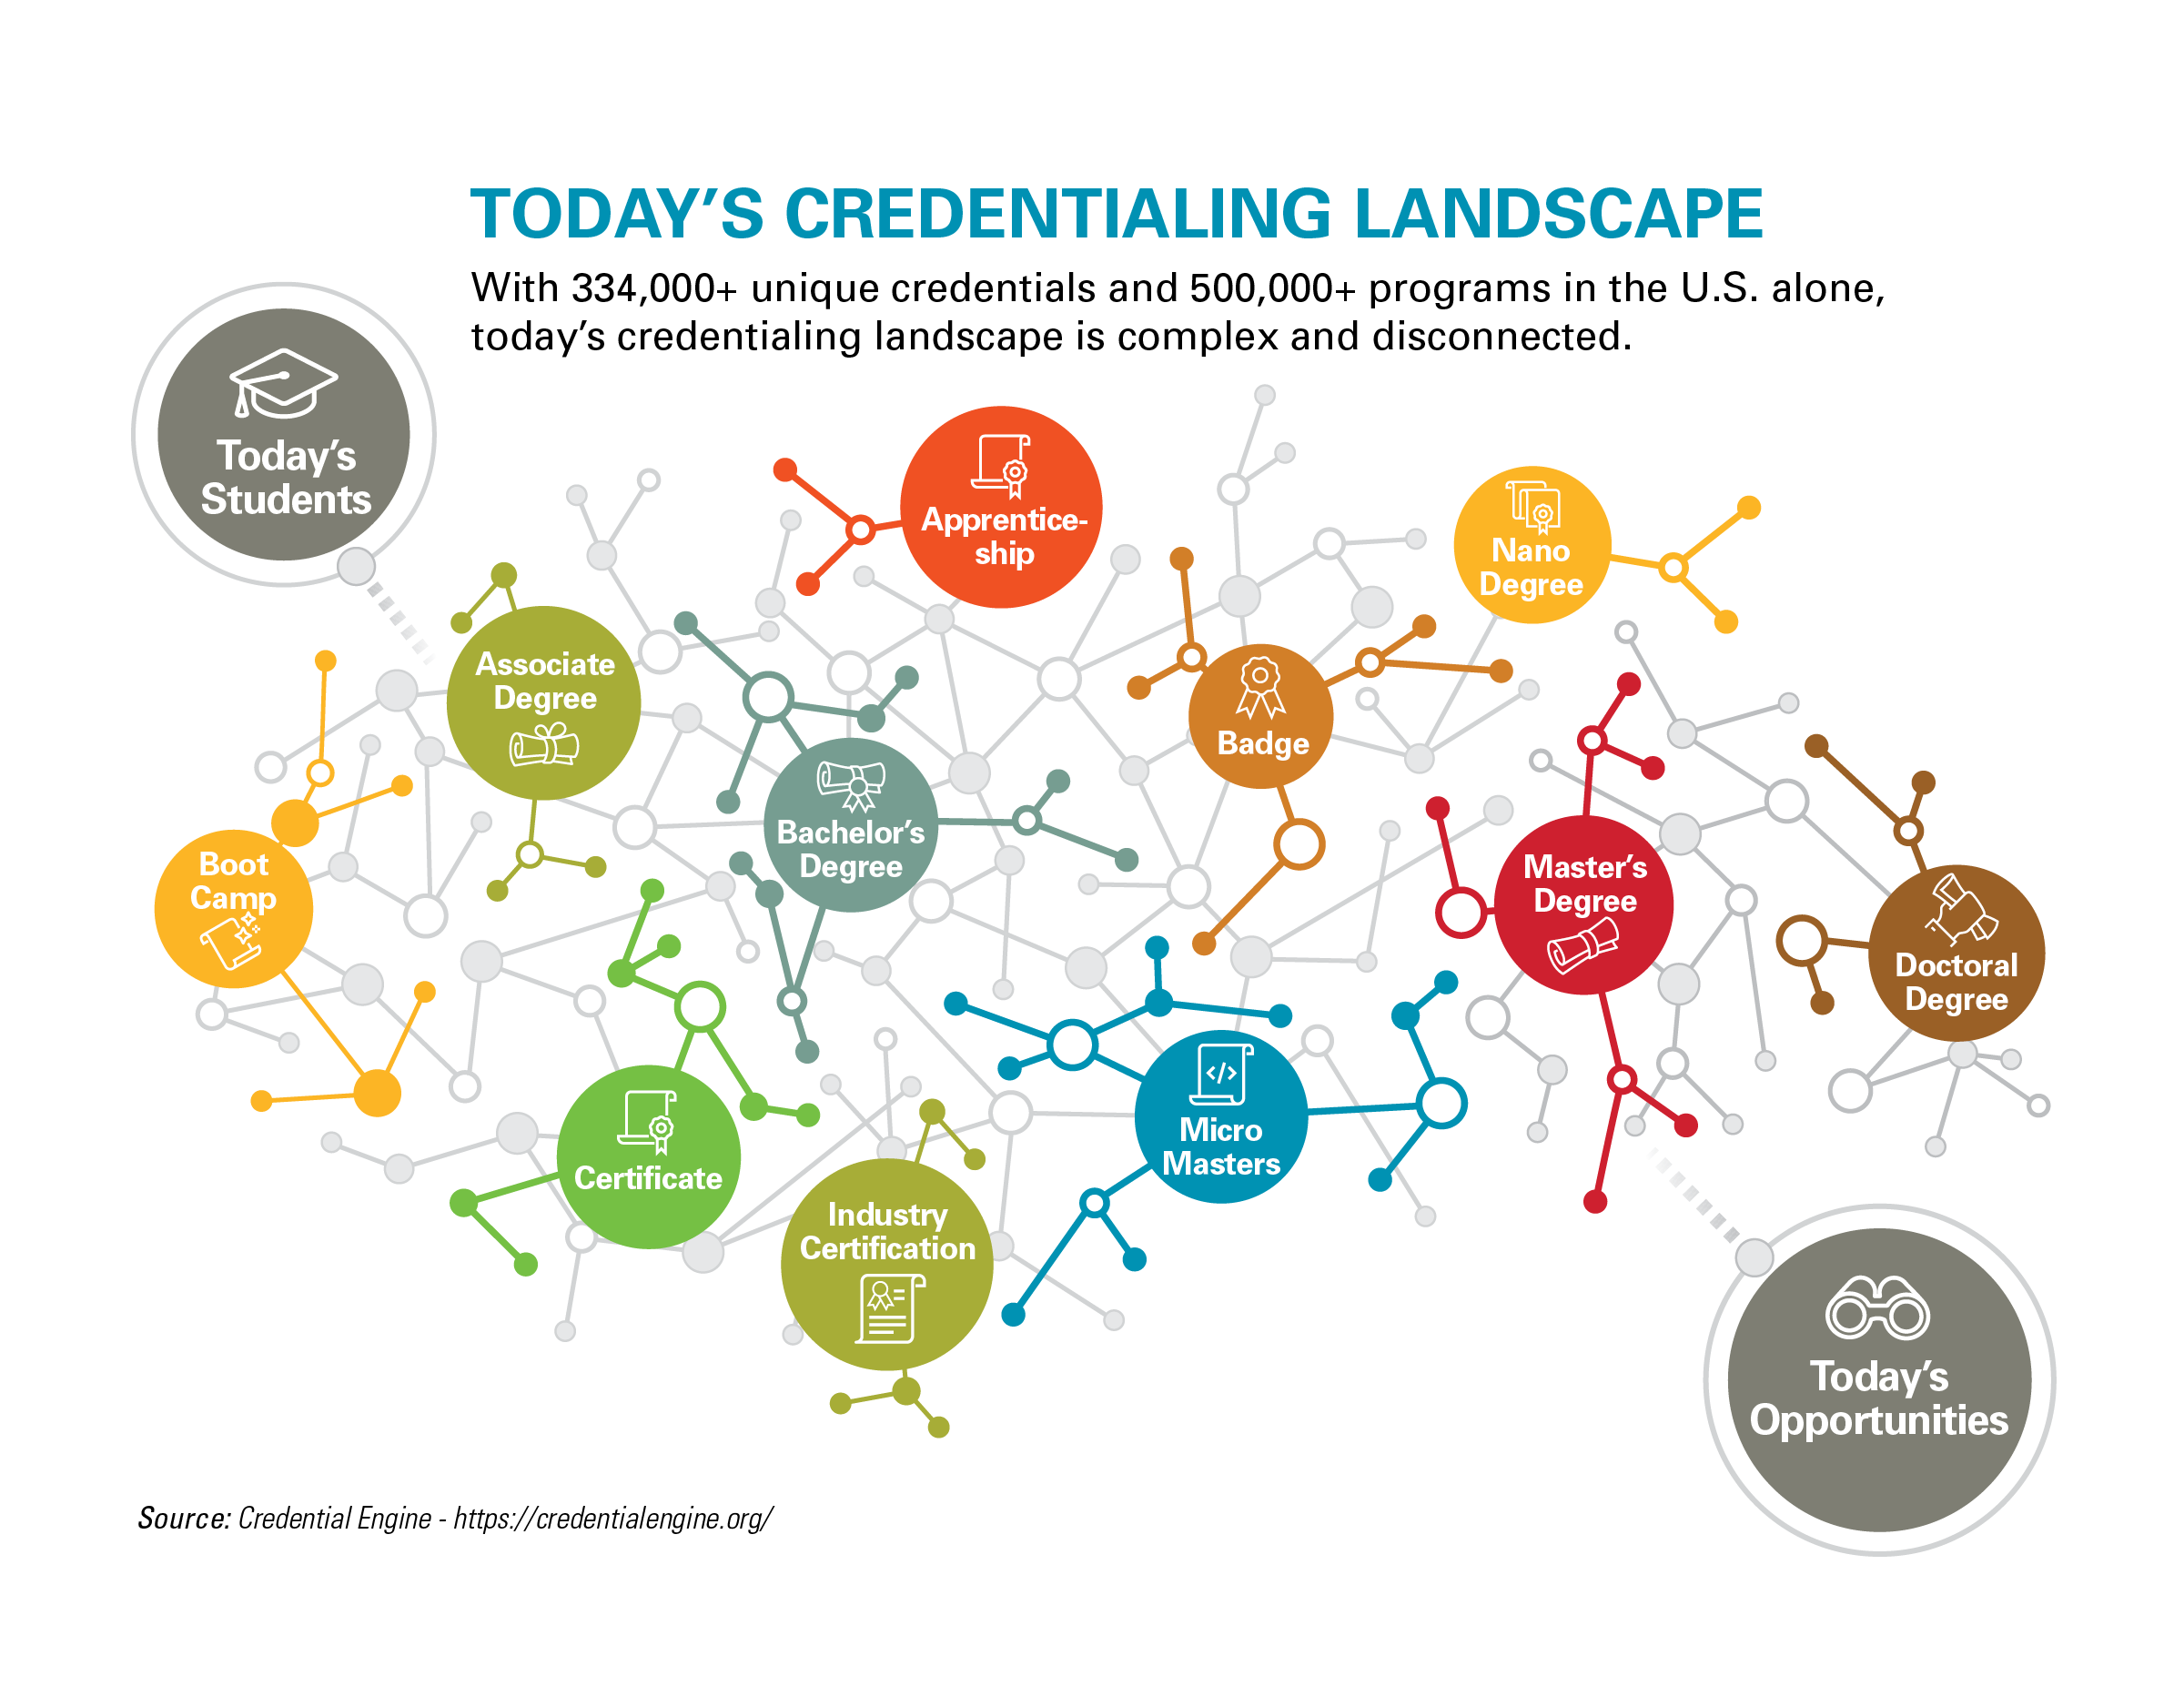 TODAY’S CREDENTIALING LANDSCAPE
With 334,000+ unique credentials and 500,000+ programs in the U.S. alone,
today’s credentialing landscape is complex and disconnected.
Today’s
Students
Apprentice-
ship
Nano
Degree
Associate
Degree
Badge
Bachelor’s
Degree
Boot
Camp
Master’s
Degree
Doctoral
Degree
</>
Micro
Masters
Certificate
Industry
Certification
Today’s
Opportunities
Source: Credential Engine - https://credentialengine.org/